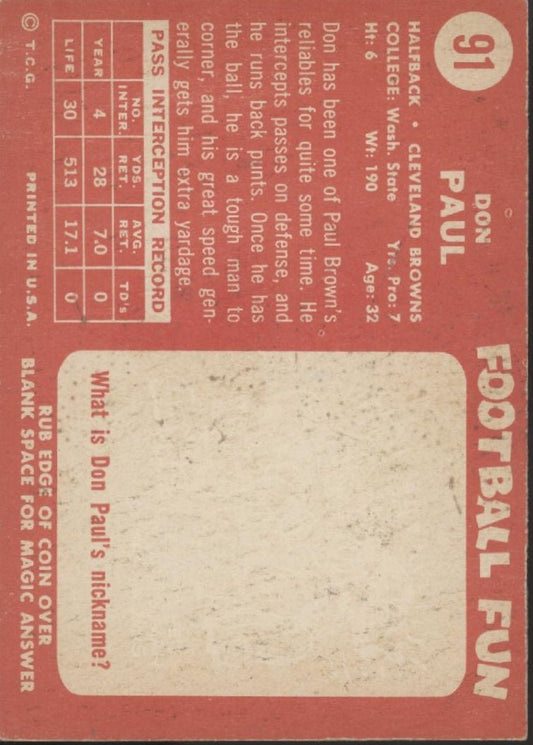 91
DON
PAUL
HALFBACK • CLEVELAND BROWNS
COLLEGE: Wash. State Yrs. Pro: 7
Ht: 6 Wt: 190 Age: 32
Don has been one of Paul Brown's
reliables for quite some time. He
intercepts passes on defense, and
he runs back punts. Once he has
the ball, he is a tough man to
corner, and his great speed gen-
erally gets him extra yardage.
PASS INTERCEPTION RECORD
NO. INTER. YDS. RET. AVG. RET. TD's
YEAR 4 28 7.0 0
LIFE 30 513 17.1 0
© T.C.G. PRINTED IN U.S.A.
FOOTBALL FUN
What is Don Paul's nickname?
RUB EDGE OF COIN OVER
BLANK SPACE FOR MAGIC ANSWER